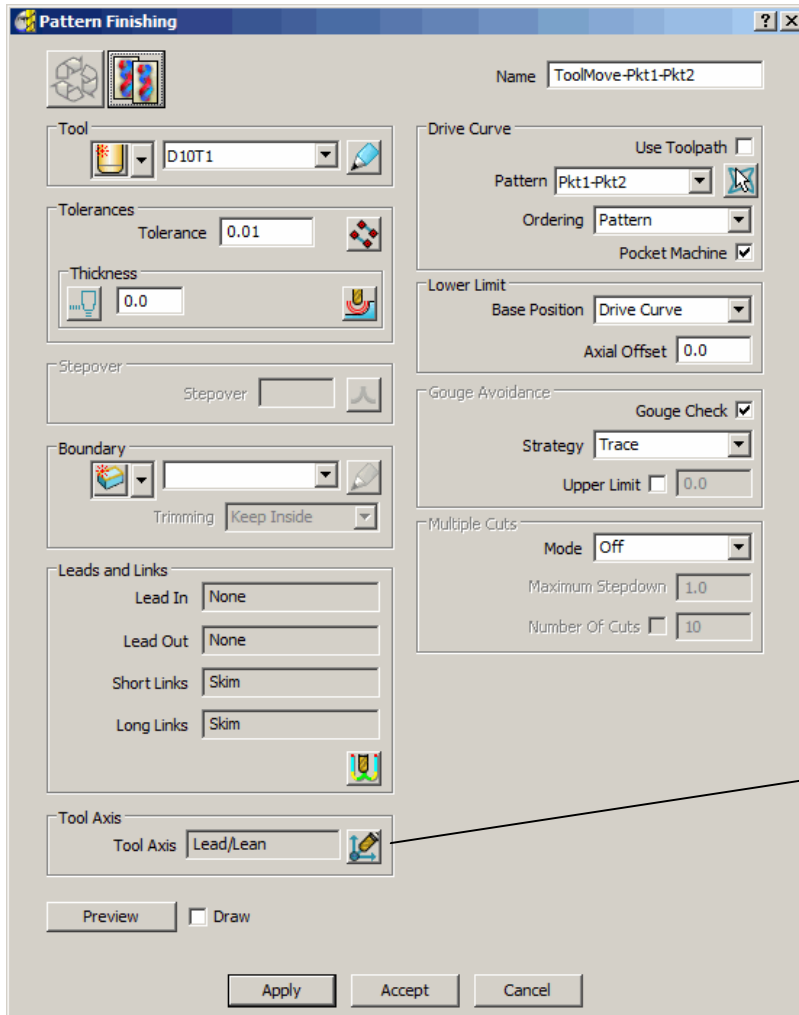 Pattern Finishing
Name ToolMove-Pkt1-Pkt2
Tool
D10T1
Tolerances
Tolerance 0.01
Thickness
0.0
Stepover
Stepover
Boundary
Trimming Keep Inside
Leads and Links
Lead In None
Lead Out None
Short Links Skim
Long Links Skim
Tool Axis
Tool Axis Lead/Lean
Preview Draw
Drive Curve
Use Toolpath
Pattern Pkt1-Pkt2
Ordering Pattern
Pocket Machine
Lower Limit
Base Position Drive Curve
Axial Offset 0.0
Gouge Avoidance
Gouge Check
Strategy Trace
Upper Limit 0.0
Multiple Cuts
Mode Off
Maximum Stepdown 1.0
Number Of Cuts 10
Apply Accept Cancel